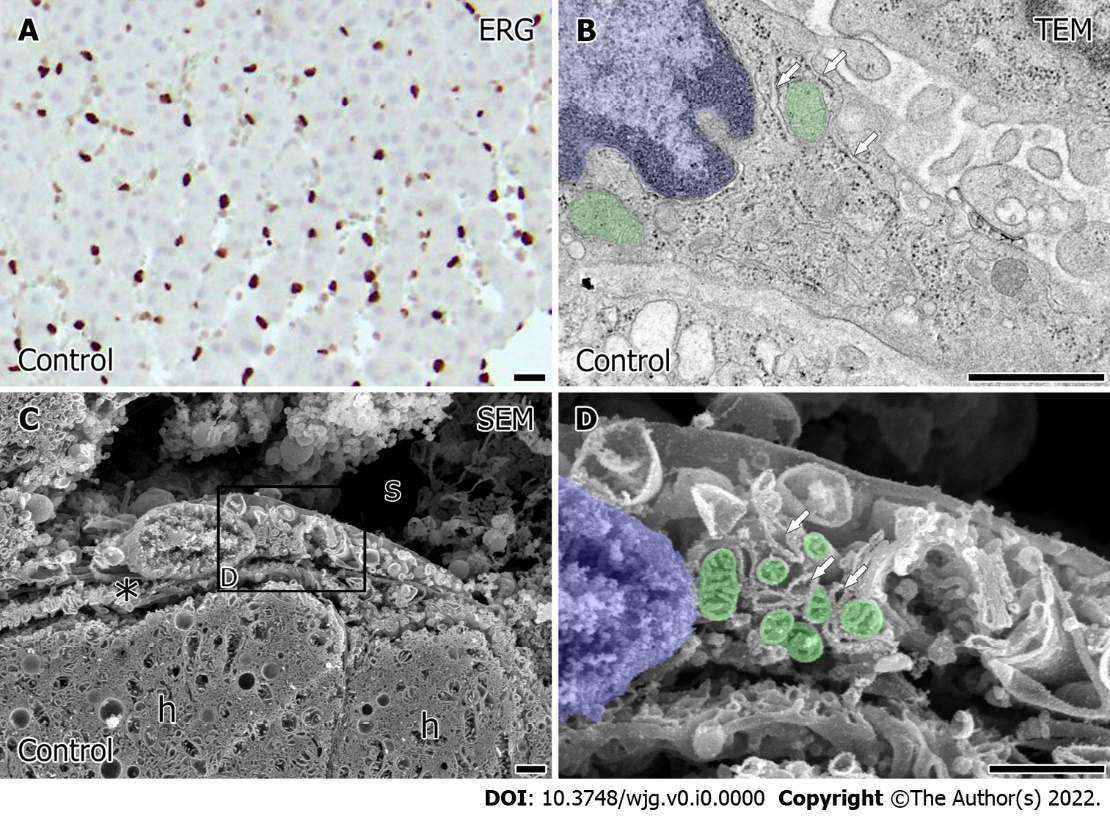 A
ERG
Control
B
TEM
Control
C
SEM
S
D
*
h
h
Control
D
DOI: 10.3748/wjg.v0.i0.0000 Copyright ©The Author(s) 2022.